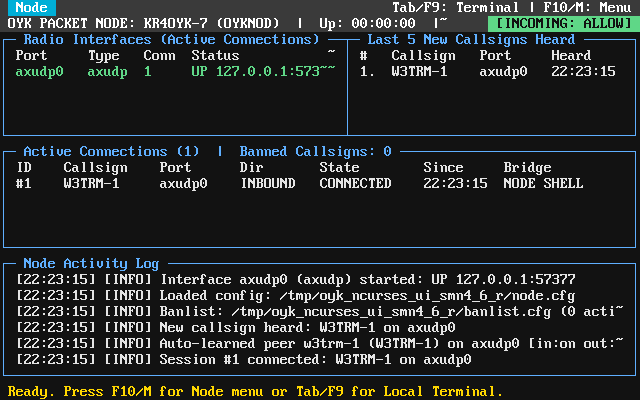 Node Tab/F9: Terminal | F10/M: Menu
OYK PACKET NODE: KR4OYK-7 (OYKNOD) | Up: 00:00:00 |~ [INCOMING: ALLOW]
Radio Interfaces (Active Connections) Last 5 New Callsigns Heard
Port Type Conn Status ~ # Callsign Port Heard
axudp0 axudp 1 UP 127.0.0.1:573~~ 1. W3TRM-1 axudp0 22:23:15
Active Connections (1) | Banned Callsigns: 0
ID Callsign Port Dir State Since Bridge
#1 W3TRM-1 axudp0 INBOUND CONNECTED 22:23:15 NODE SHELL
Node Activity Log
[22:23:15] [INFO] Interface axudp0 (axudp) started: UP 127.0.0.1:57377
[22:23:15] [INFO] Loaded config: /tmp/oyk_ncurses_ui_smn4_6_r/node.cfg
[22:23:15] [INFO] Banlist: /tmp/oyk_ncurses_ui_smn4_6_r/banlist.cfg (0 acti~
[22:23:15] [INFO] New callsign heard: W3TRM-1 on axudp0
[22:23:15] [INFO] Auto-learned peer w3trm-1 (W3TRM-1) on axudp0 [in:on out:~
[22:23:15] [INFO] Session #1 connected: W3TRM-1 on axudp0
Ready. Press F10/M for Node menu or Tab/F9 for Local Terminal.